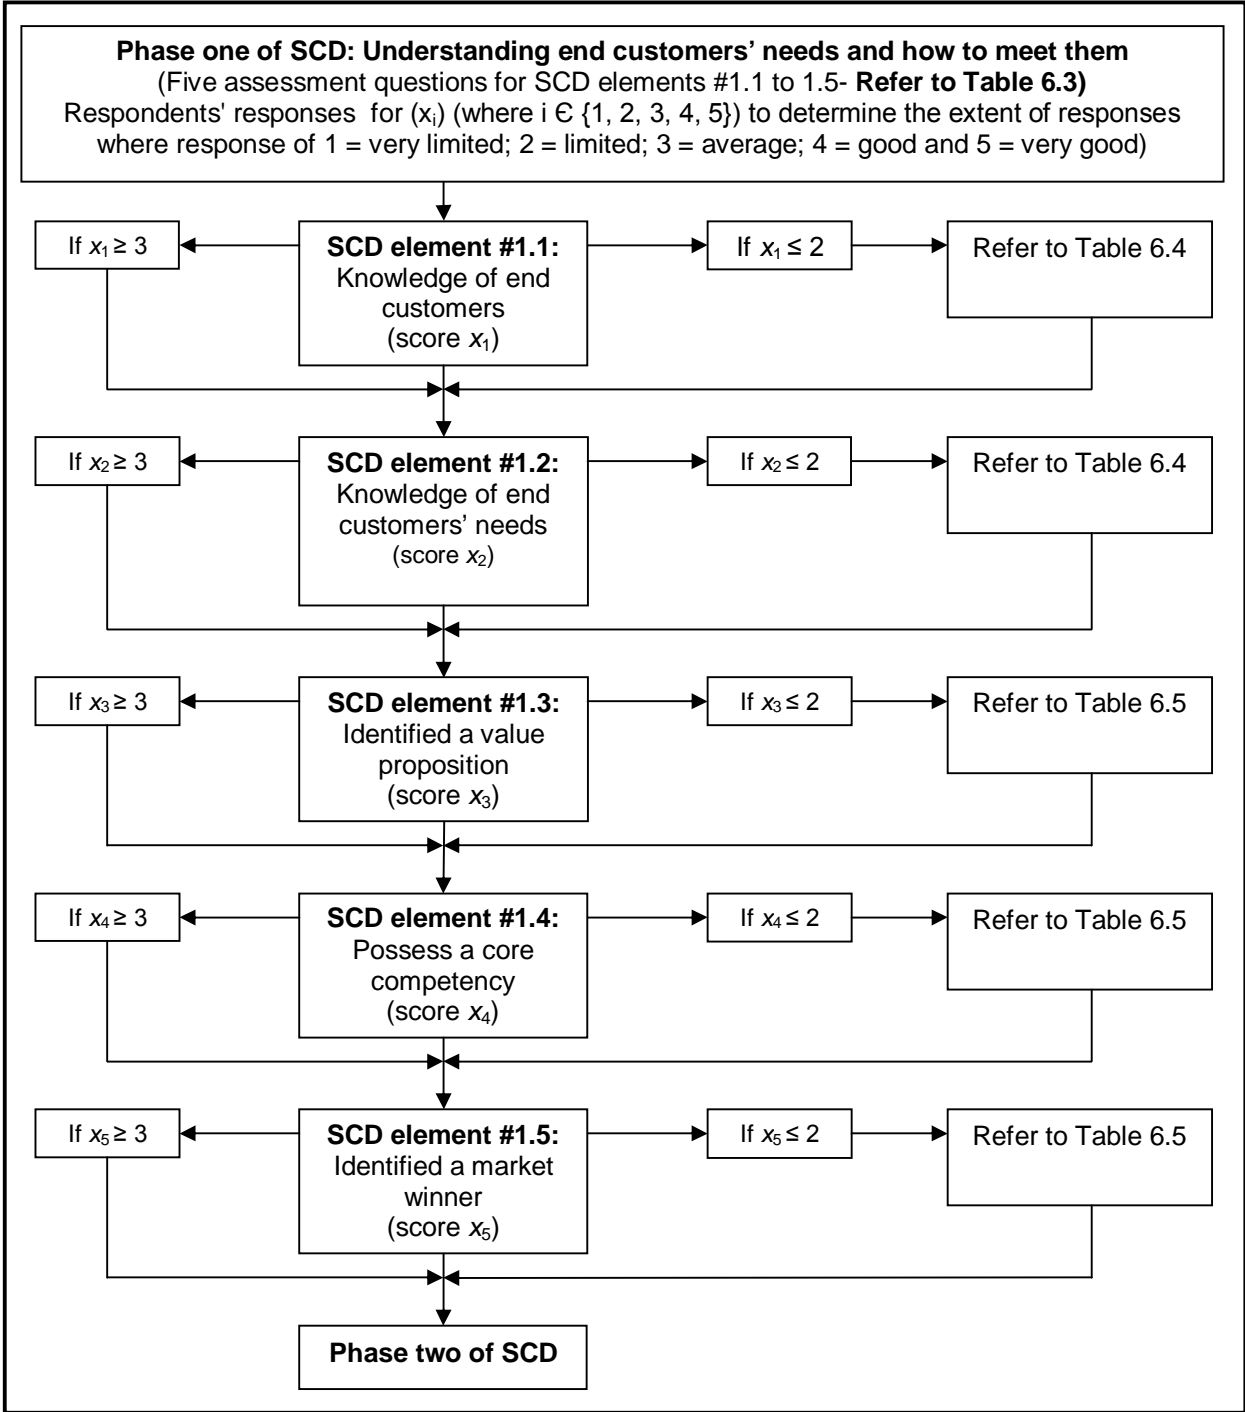 Phase one of SCD: Understanding end customers’ needs and how to meet them
(Five assessment questions for SCD elements #1.1 to 1.5- Refer to Table 6.3)
Respondents' responses for (xᵢ) (where i Є {1, 2, 3, 4, 5}) to determine the extent of responses
where response of 1 = very limited; 2 = limited; 3 = average; 4 = good and 5 = very good)
If x₁ ≥ 3
SCD element #1.1:
Knowledge of end
customers
(score x₁)
If x₁ ≤ 2
Refer to Table 6.4
If x₂ ≥ 3
SCD element #1.2:
Knowledge of end
customers’ needs
(score x₂)
If x₂ ≤ 2
Refer to Table 6.4
If x₃ ≥ 3
SCD element #1.3:
Identified a value
proposition
(score x₃)
If x₃ ≤ 2
Refer to Table 6.5
If x₄ ≥ 3
SCD element #1.4:
Possess a core
competency
(score x₄)
If x₄ ≤ 2
Refer to Table 6.5
If x₅ ≥ 3
SCD element #1.5:
Identified a market
winner
(score x₅)
If x₅ ≤ 2
Refer to Table 6.5
Phase two of SCD